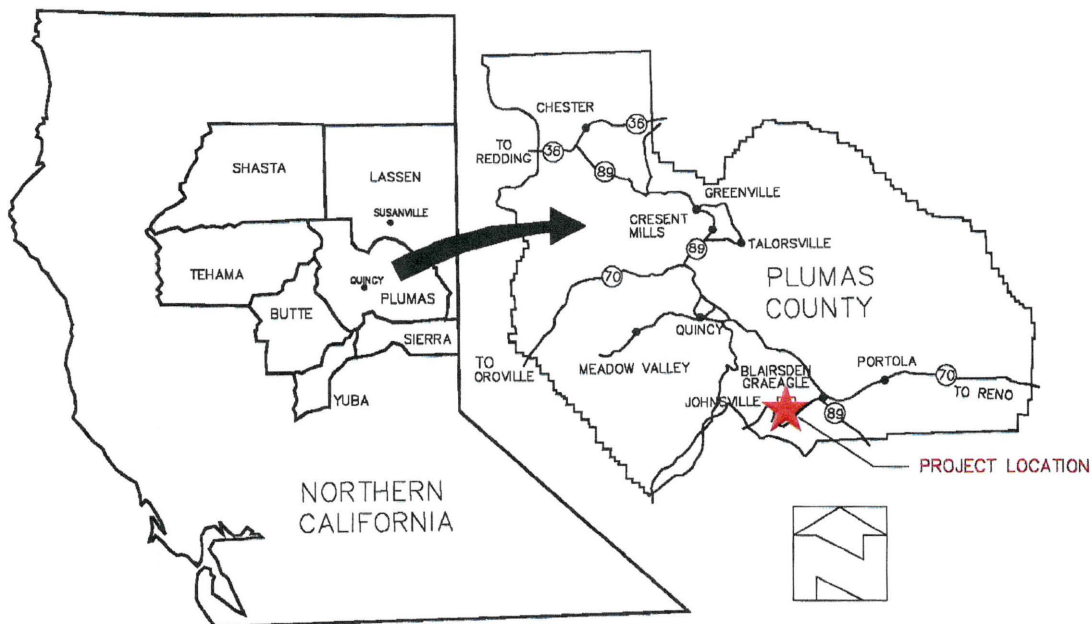 SHASTA
LASSEN
SUSANVILLE
TEHAMA
QUINCY
PLUMAS
BUTTE
SIERRA
YUBA
NORTHERN
CALIFORNIA
CHESTER
36
TO
REDDING
36
89
GREENVILLE
CRESENT
MILLS
TALORSVILLE
89
70
PLUMAS
COUNTY
QUINCY
TO
OROVILLE
MEADOW VALLEY
PORTOLA
BLAIRSDEN
GRAEAGLE
70
TO RENO
JOHNSVILLE
89
PROJECT LOCATION
N